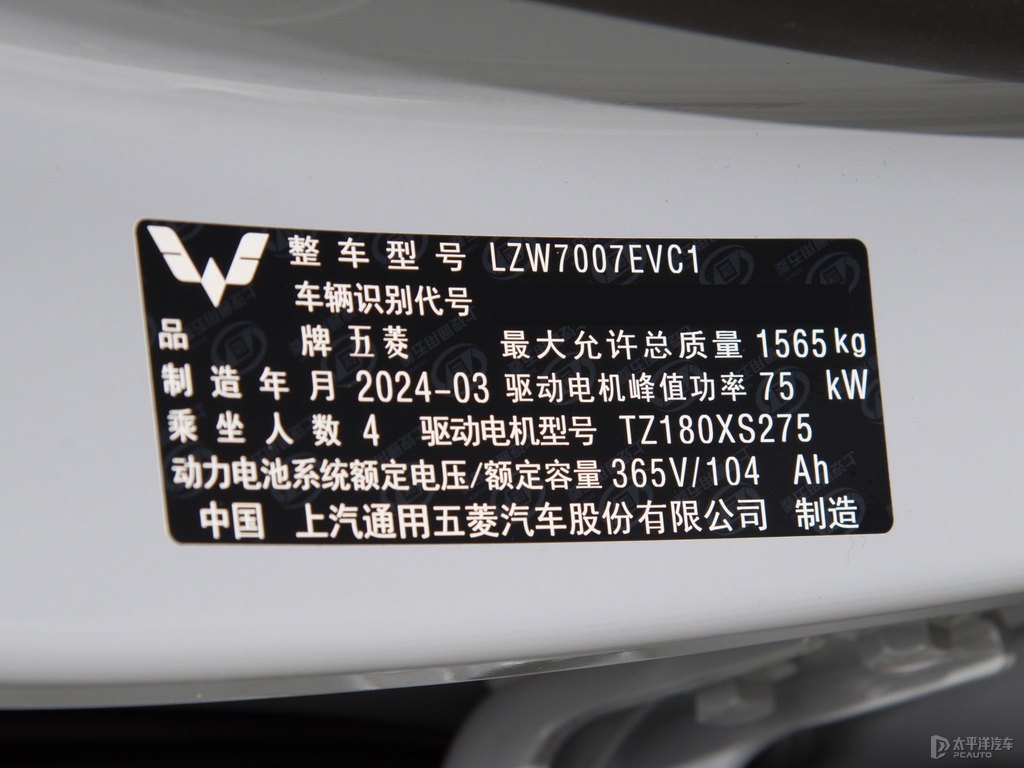 整车型号 LZW7007EVC1
车辆识别代号
品牌 五菱 最大允许总质量 1565kg
制造年月 2024-03 驱动电机峰值功率 75 kW
乘坐人数 4 驱动电机型号 TZ180XS275
动力电池系统额定电压/额定容量 365V/104 Ah
中国 上汽通用五菱汽车股份有限公司 制造
太平洋汽车
PCAUTO